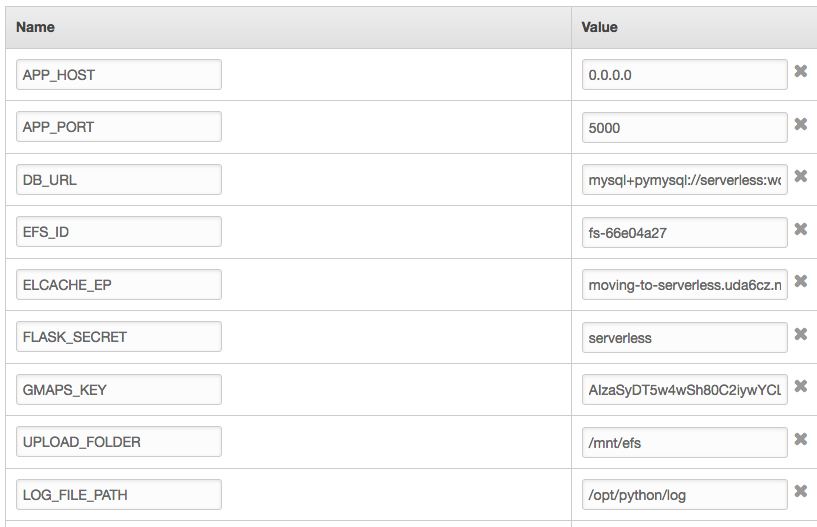 Name Value
APP_HOST 0.0.0.0
APP_PORT 5000
DB_URL mysql+pymysql://serverless:wo
EFS_ID fs-66e04a27
ELCACHE_EP moving-to-serverless.uda6cz.n
FLASK_SECRET serverless
GMAPS_KEY AIzaSyDT5w4wSh80C2iywYCL
UPLOAD_FOLDER /mnt/efs
LOG_FILE_PATH /opt/python/log